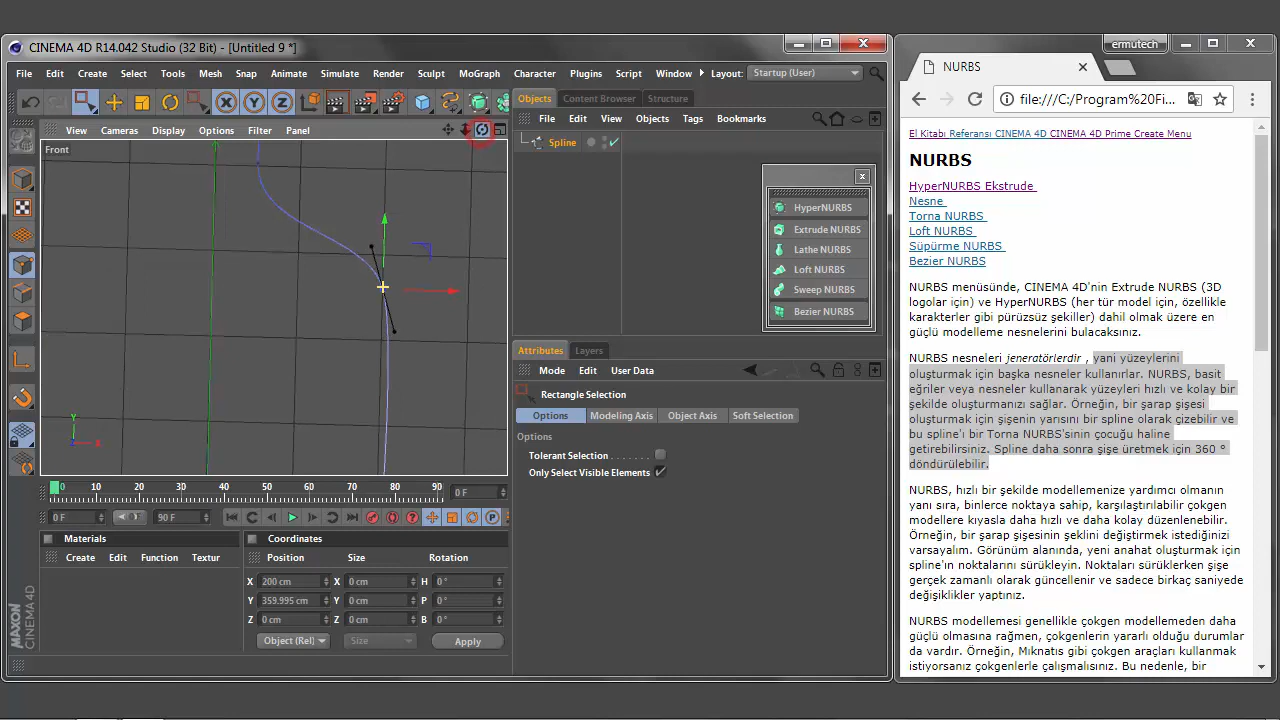 CINEMA 4D R14.042 Studio (32 Bit) - [Untitled 9 *]
File Edit Create Select Tools Mesh Snap Animate Simulate Render Sculpt MoGraph Character Plugins Script Window Layout: Startup (User)
Objects Content Browser Structure
File Edit View Objects Tags Bookmarks
View Cameras Display Options Filter Panel
Front
Spline
HyperNURBS
Extrude NURBS
Lathe NURBS
Loft NURBS
Sweep NURBS
Bezier NURBS
Y
Z X
Attributes Layers
Mode Edit User Data
Rectangle Selection
Options Modeling Axis Object Axis Soft Selection
Options
Tolerant Selection
Only Select Visible Elements
0 10 20 30 40 50 60 70 80 90 0 F
0 F 90 F
Materials
Create Edit Function Textur
Coordinates
Position Size Rotation
X 200 cm X 0 cm H 0 °
Y 359.995 cm Y 0 cm P 0 °
Z 0 cm Z 0 cm B 0 °
Object (Rel) Size Apply
MAXON CINEMA 4D
ermutech
NURBS
file:///C:/Program%20Fi...
El Kitabı Referansı CINEMA 4D CINEMA 4D Prime Create Menu
NURBS
HyperNURBS Ekstrude
Nesne
Torna NURBS
Loft NURBS
Süpürme NURBS
Bezier NURBS
NURBS menüsünde, CINEMA 4D'nin Extrude NURBS (3D
logolar için) ve HyperNURBS (her tür model için, özellikle
karakterler gibi pürüzsüz şekiller) dahil olmak üzere en
güçlü modelleme nesnelerini bulacaksınız.
NURBS nesneleri jeneratörlerdir , yani yüzeylerini
oluşturmak için başka nesneler kullanırlar. NURBS, basit
eğriler veya nesneler kullanarak yüzeyleri hızlı ve kolay bir
şekilde oluşturmanızı sağlar. Örneğin, bir şarap şişesi
oluşturmak için şişenin yarısını bir spline olarak çizebilir ve
bu spline'ı bir Torna NURBS'sinin çocuğu haline
getirebilirsiniz. Spline daha sonra şişe üretmek için 360 °
döndürülebilir.
NURBS, hızlı bir şekilde modellemenize yardımcı olmanın
yanı sıra, binlerce noktaya sahip, karşılaştırılabilir çokgen
modellere kıyasla daha hızlı ve daha kolay düzenlenebilir.
Örneğin, bir şarap şişesinin şeklini değiştirmek istediğinizi
varsayalım. Görünüm alanında, yeni anahat oluşturmak için
spline'ın noktalarını sürükleyin. Noktaları sürüklerken şişe
gerçek zamanlı olarak güncellenir ve sadece birkaç saniyede
değişiklikler yaptınız.
NURBS modellemesi genellikle çokgen modellemeden daha
güçlü olmasına rağmen, çokgenlerin yararlı olduğu durumlar
da vardır. Örneğin, Mıknatıs gibi çokgen araçları kullanmak
istiyorsanız çokgenlerle çalışmalısınız. Bu nedenle, bir